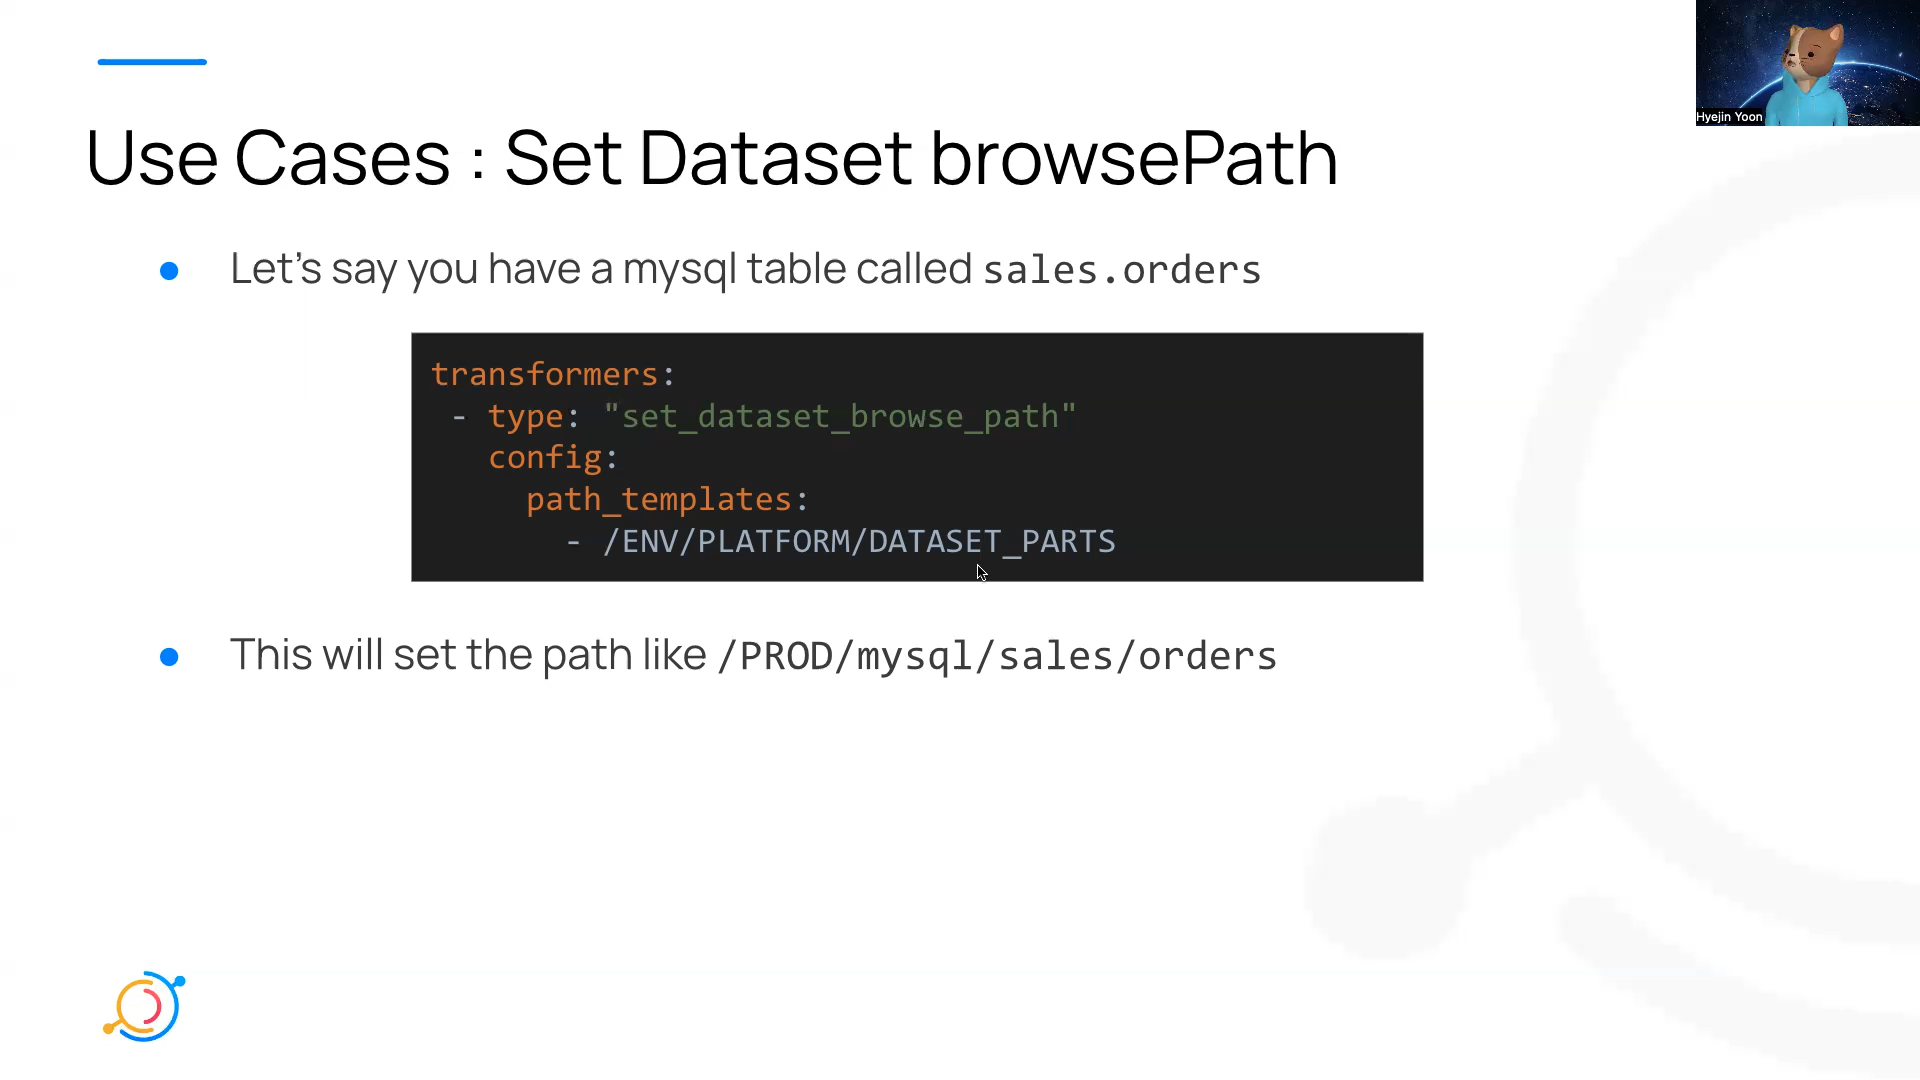 Hyejin Yoon
Use Cases : Set Dataset browsePath
● Let's say you have a mysql table called sales.orders
transformers:
 - type: "set_dataset_browse_path"
   config:
     path_templates:
       - /ENV/PLATFORM/DATASET_PARTS
● This will set the path like /PROD/mysql/sales/orders